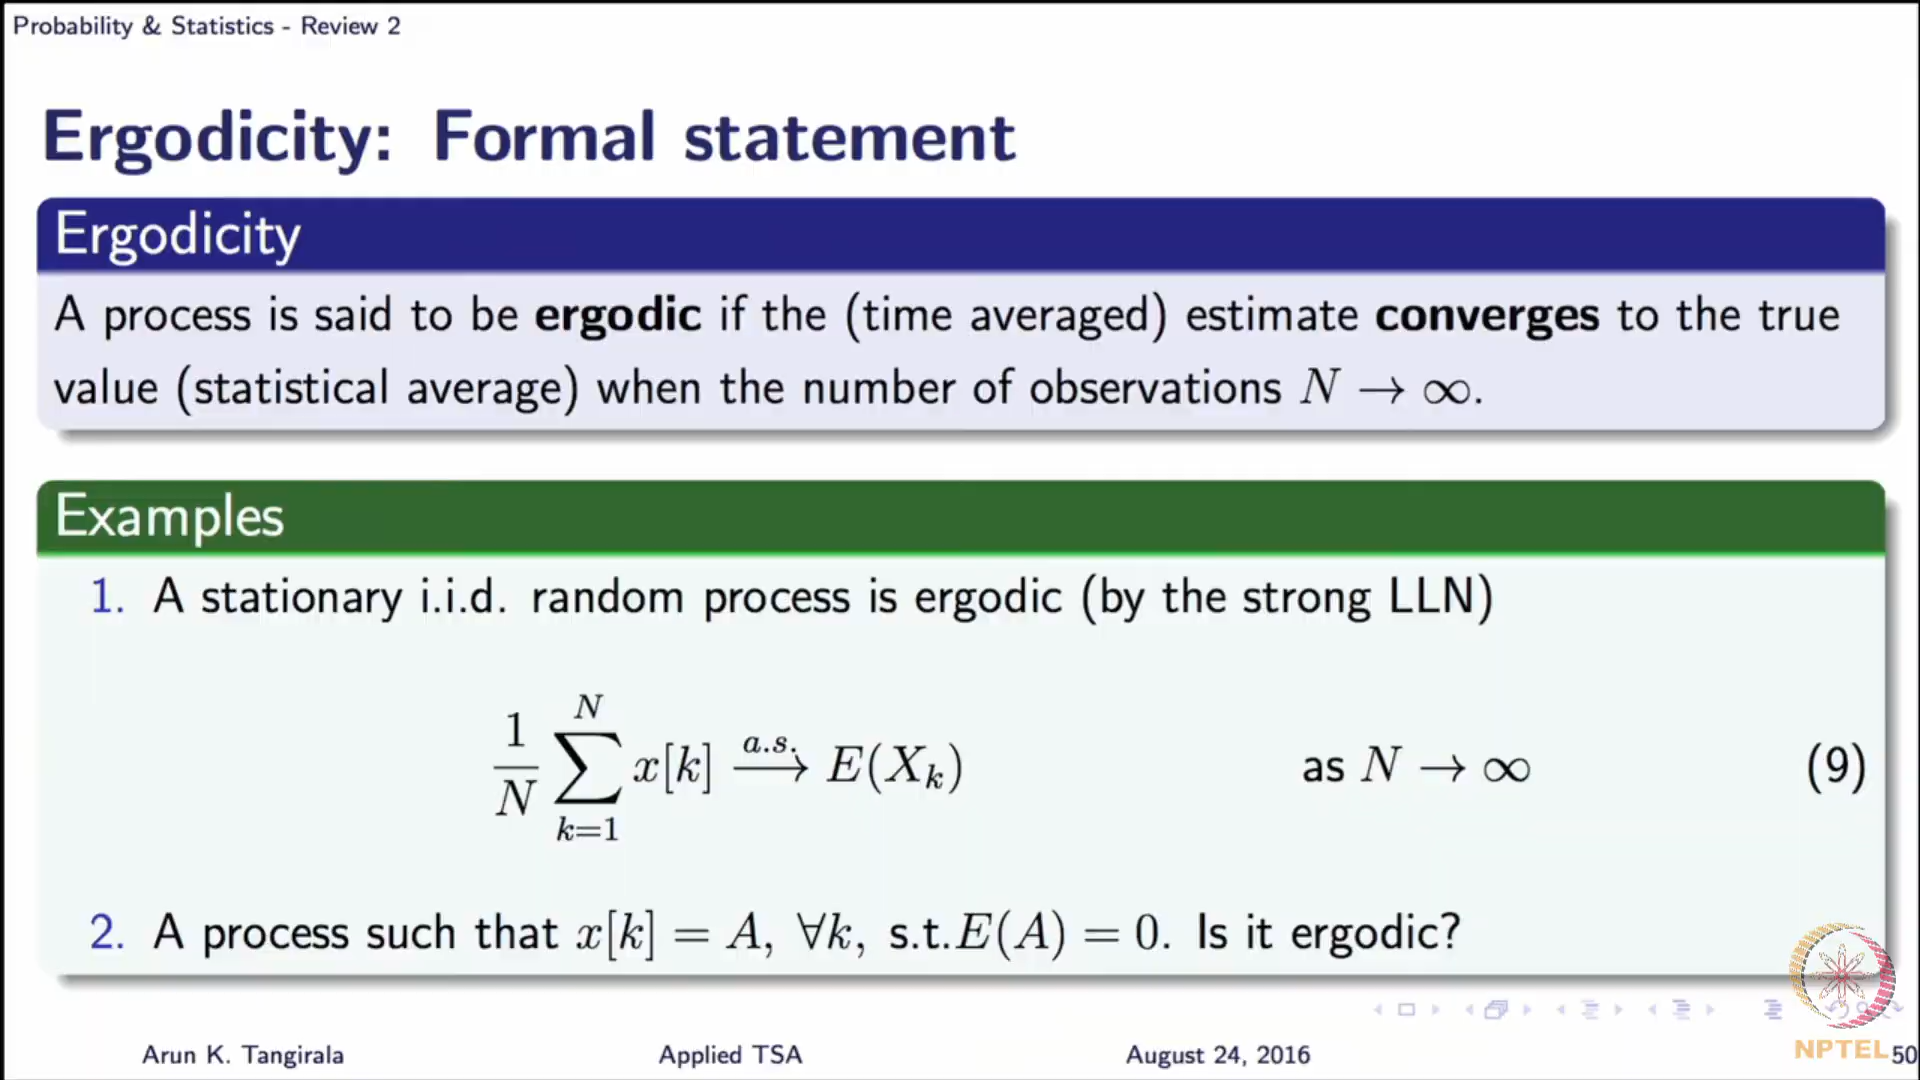 Probability & Statistics - Review 2
Ergodicity: Formal statement
Ergodicity
A process is said to be ergodic if the (time averaged) estimate converges to the true
value (statistical average) when the number of observations N → ∞.
Examples
1. A stationary i.i.d. random process is ergodic (by the strong LLN)
\frac{1}{N} \sum_{k=1}^{N} x[k] \xrightarrow{a.s.} E(X_k) as N → ∞ (9)
2. A process such that x[k] = A, ∀k, s.t.E(A) = 0. Is it ergodic?
Arun K. Tangirala Applied TSA August 24, 2016 50
NPTEL